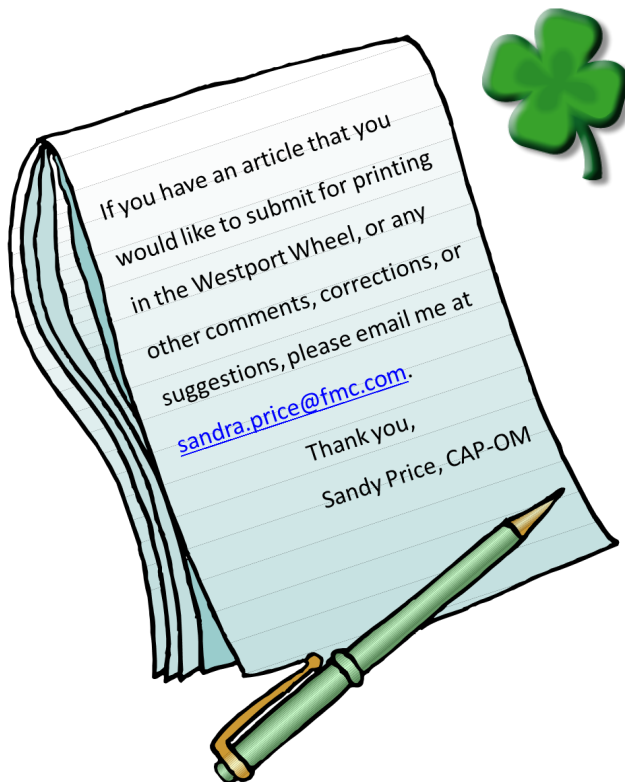 If you have an article that you
would like to submit for printing
in the Westport Wheel, or any
other comments, corrections, or
suggestions, please email me at
sandra.price@fmc.com.
Thank you,
Sandy Price, CAP-OM